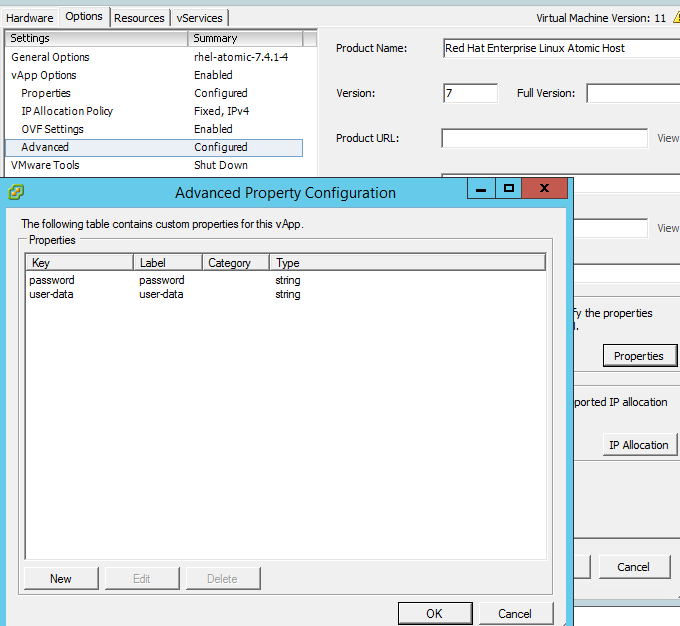 Hardware Options Resources vServices Virtual Machine Version: 11
Settings Summary
General Options rhel-atomic-7.4.1-4
vApp Options Enabled
Properties Configured
IP Allocation Policy Fixed, IPv4
OVF Settings Enabled
Advanced Configured
VMware Tools Shut Down
Product Name: Red Hat Enterprise Linux Atomic Host
Version: 7 Full Version:
Product URL: View
View
Advanced Property Configuration
The following table contains custom properties for this vApp.
Properties
Key Label Category Type
password password string
user-data user-data string
fy the properties
Properties
ported IP allocation
IP Allocation
Cancel
New Edit Delete
OK Cancel